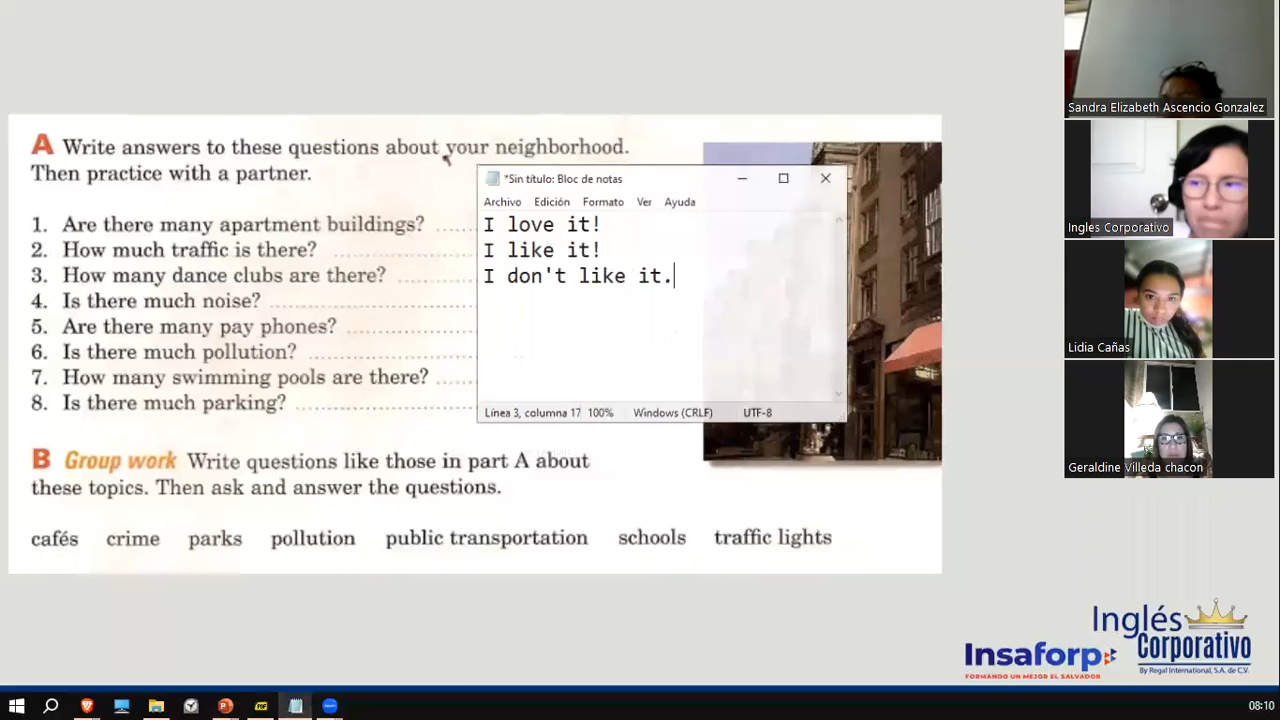 A Write answers to these questions about your neighborhood.
Then practice with a partner.
1. Are there many apartment buildings? ......
2. How much traffic is there? ......................
3. How many dance clubs are there? ............
4. Is there much noise? ................................
5. Are there many pay phones? ....................
6. Is there much pollution? ..........................
7. How many swimming pools are there? ......
8. Is there much parking? ............................
B Group work Write questions like those in part A about
these topics. Then ask and answer the questions.
cafés crime parks pollution public transportation schools traffic lights
*Sin título: Bloc de notas
Archivo Edición Formato Ver Ayuda
I love it!
I like it!
I don't like it.
Línea 3, columna 17 100% Windows (CRLF) UTF-8
Sandra Elizabeth Ascencio Gonzalez
Ingles Corporativo
Lidia Cañas
Geraldine Villeda chacon
Insaforp
FORMANDO UN MEJOR EL SALVADOR
Inglés
Corporativo
By Regal International, S.A. de C.V.
08:10